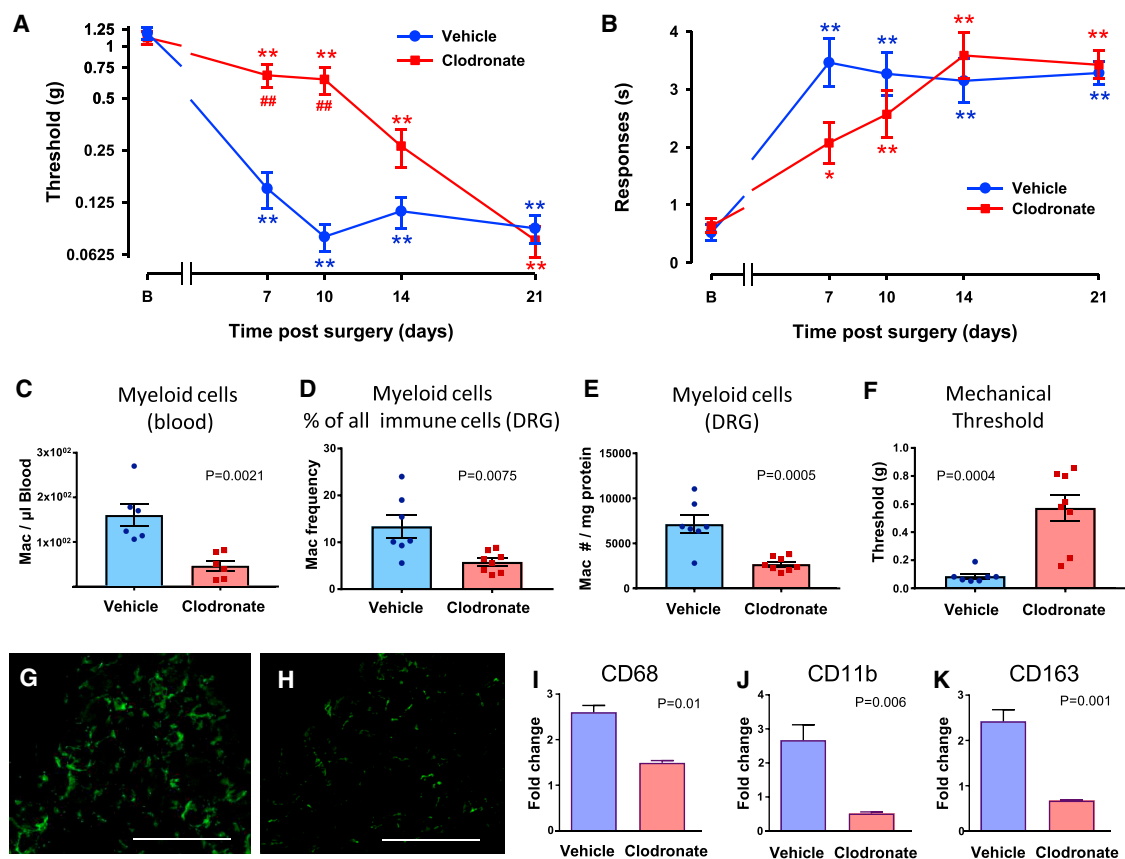 A
Threshold (g)
1.25
1
0.75
0.5
0.25
0.125
0.0625
Vehicle
Clodronate
** ** ** **
## ##
** ** ** **
B 7 10 14 21
Time post surgery (days)
B
Responses (s)
4
3
2
1
0
** ** ** **
* ** ** **
Vehicle
Clodronate
B 7 10 14 21
Time post surgery (days)
C
Myeloid cells
(blood)
Mac / µl Blood
3x10⁰²
2x10⁰²
1x10⁰²
P=0.0021
Vehicle Clodronate
D
Myeloid cells
% of all immune cells (DRG)
Mac frequency
30
20
10
0
P=0.0075
Vehicle Clodronate
E
Myeloid cells
(DRG)
Mac # / mg protein
15000
10000
5000
0
P=0.0005
Vehicle Clodronate
F
Mechanical
Threshold
Threshold (g)
1.0
0.8
0.6
0.4
0.2
0.0
P=0.0004
Vehicle Clodronate
G
H
I
CD68
Fold change
3
2
1
0
P=0.01
Vehicle Clodronate
J
CD11b
Fold change
4
3
2
1
0
P=0.006
Vehicle Clodronate
K
CD163
Fold change
3
2
1
0
P=0.001
Vehicle Clodronate